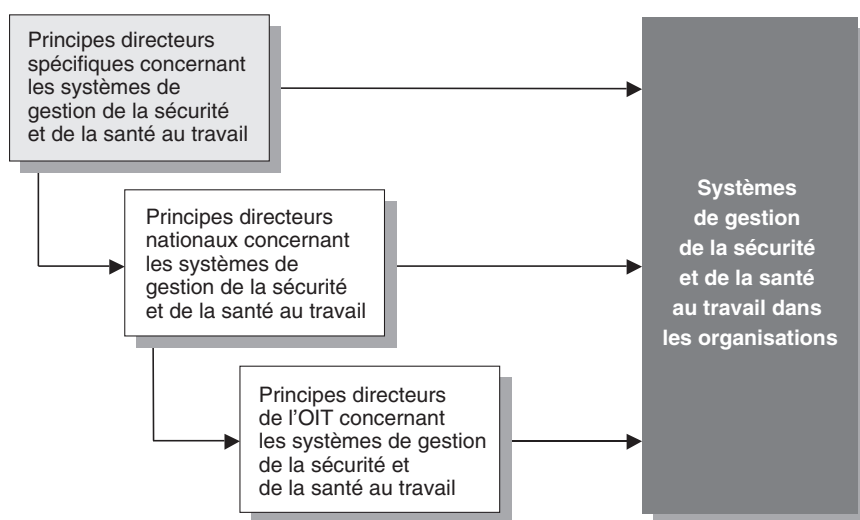 Principes directeurs
spécifiques concernant
les systèmes de
gestion de la sécurité
et de la santé au travail
Principes directeurs
nationaux concernant
les systèmes de
gestion de la sécurité
et de la santé au travail
Principes directeurs
de l'OIT concernant
les systèmes de gestion
de la sécurité et
de la santé au travail
Systèmes
de gestion
de la sécurité
et de la santé
au travail dans
les organisations